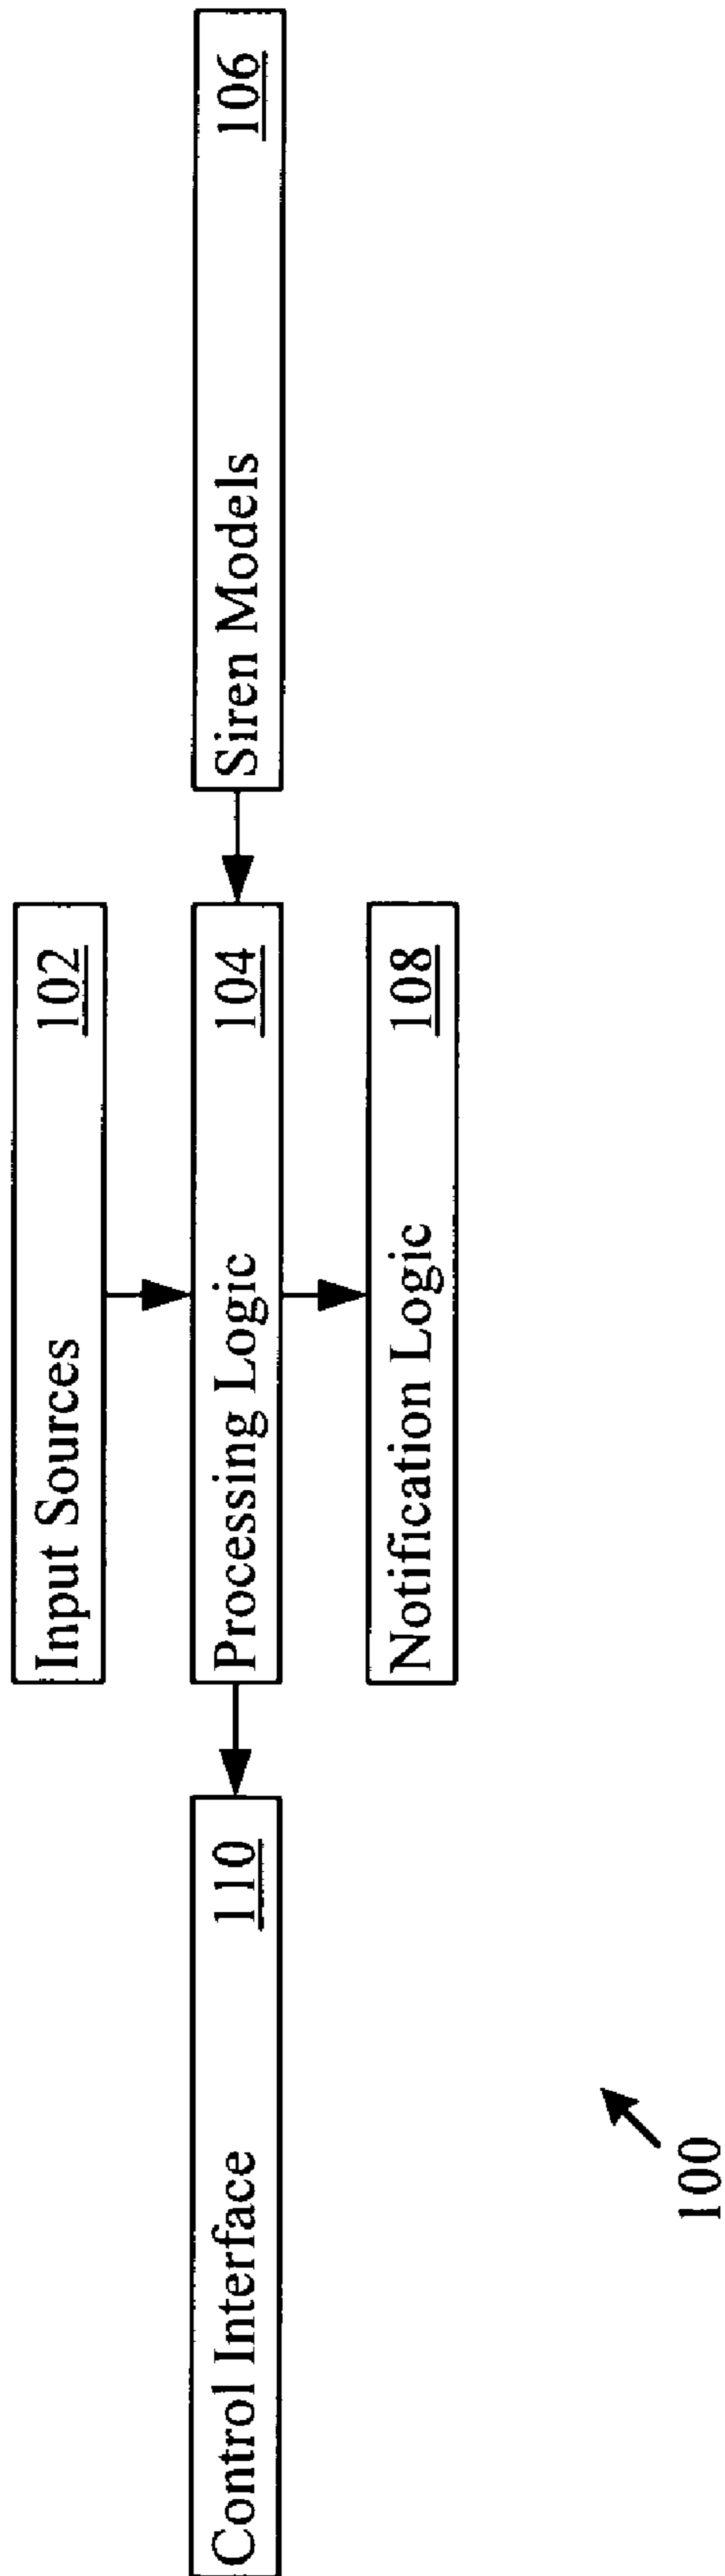 Input Sources 102
Control Interface 110
Processing Logic 104
Siren Models 106
Notification Logic 108
100